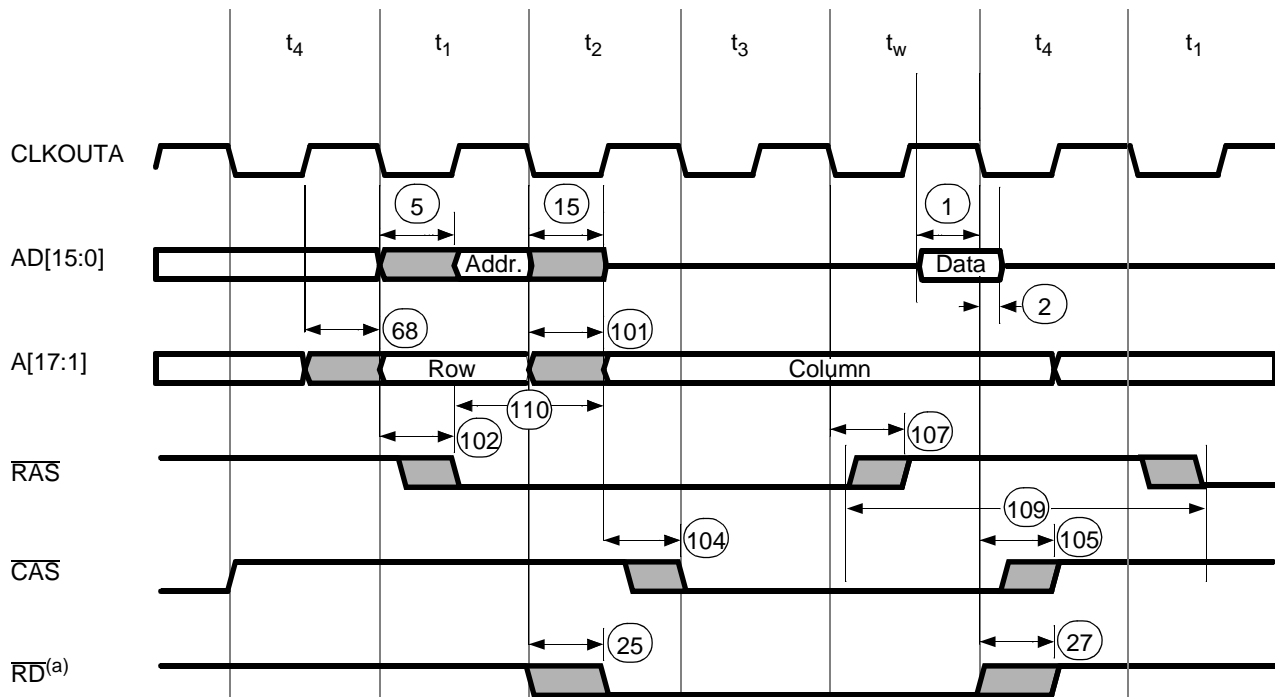 t4 t1 t2 t3 tw t4 t1
CLKOUTA
5 15 1
AD[15:0] Addr. Data
2
68 101
A[17:1] Row Column
110
102 107
RAS
109
104 105
CAS
25 27
RD(a)